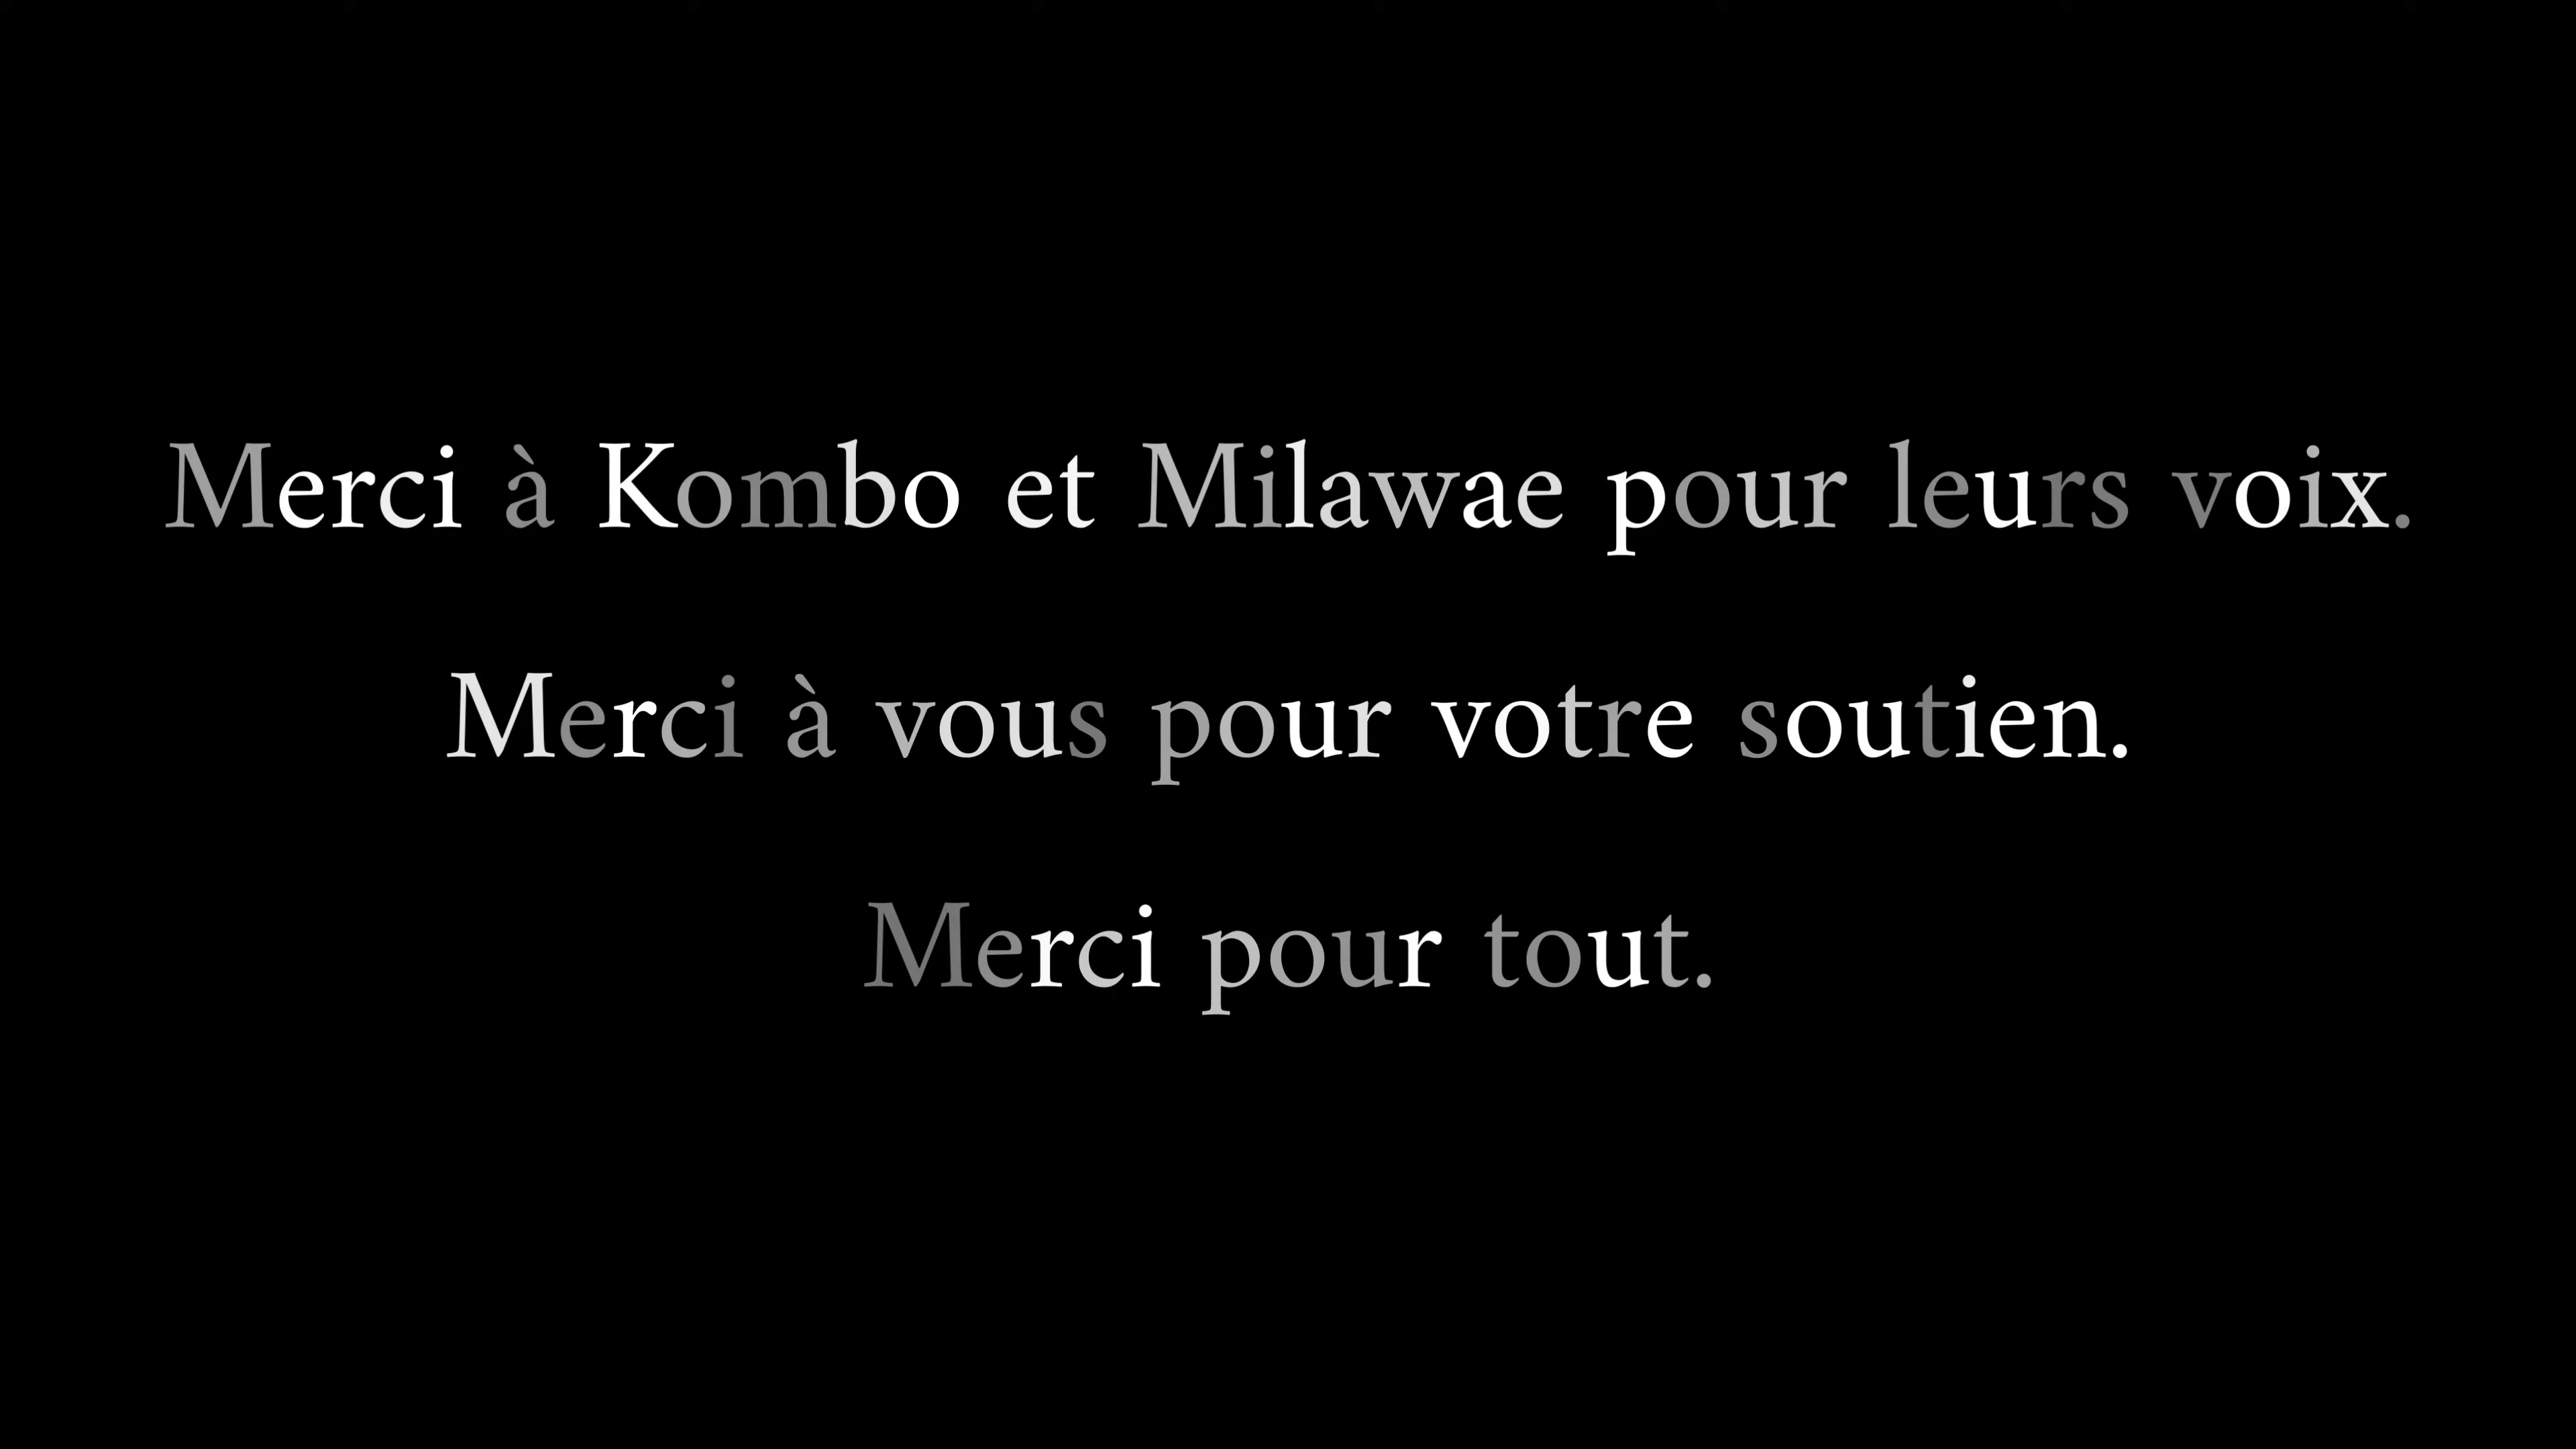 Merci à Kombo et Milawae pour leurs voix.
Merci à vous pour votre soutien.
Merci pour tout.